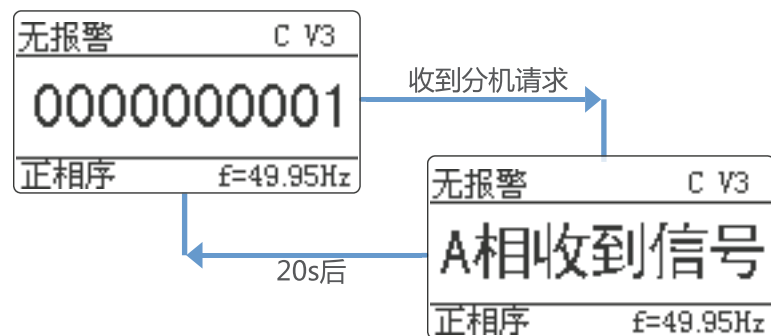 无报警 C V3
0000000001
正相序 f=49.95Hz
收到分机请求
无报警 C V3
A相收到信号
正相序 f=49.95Hz
20s后